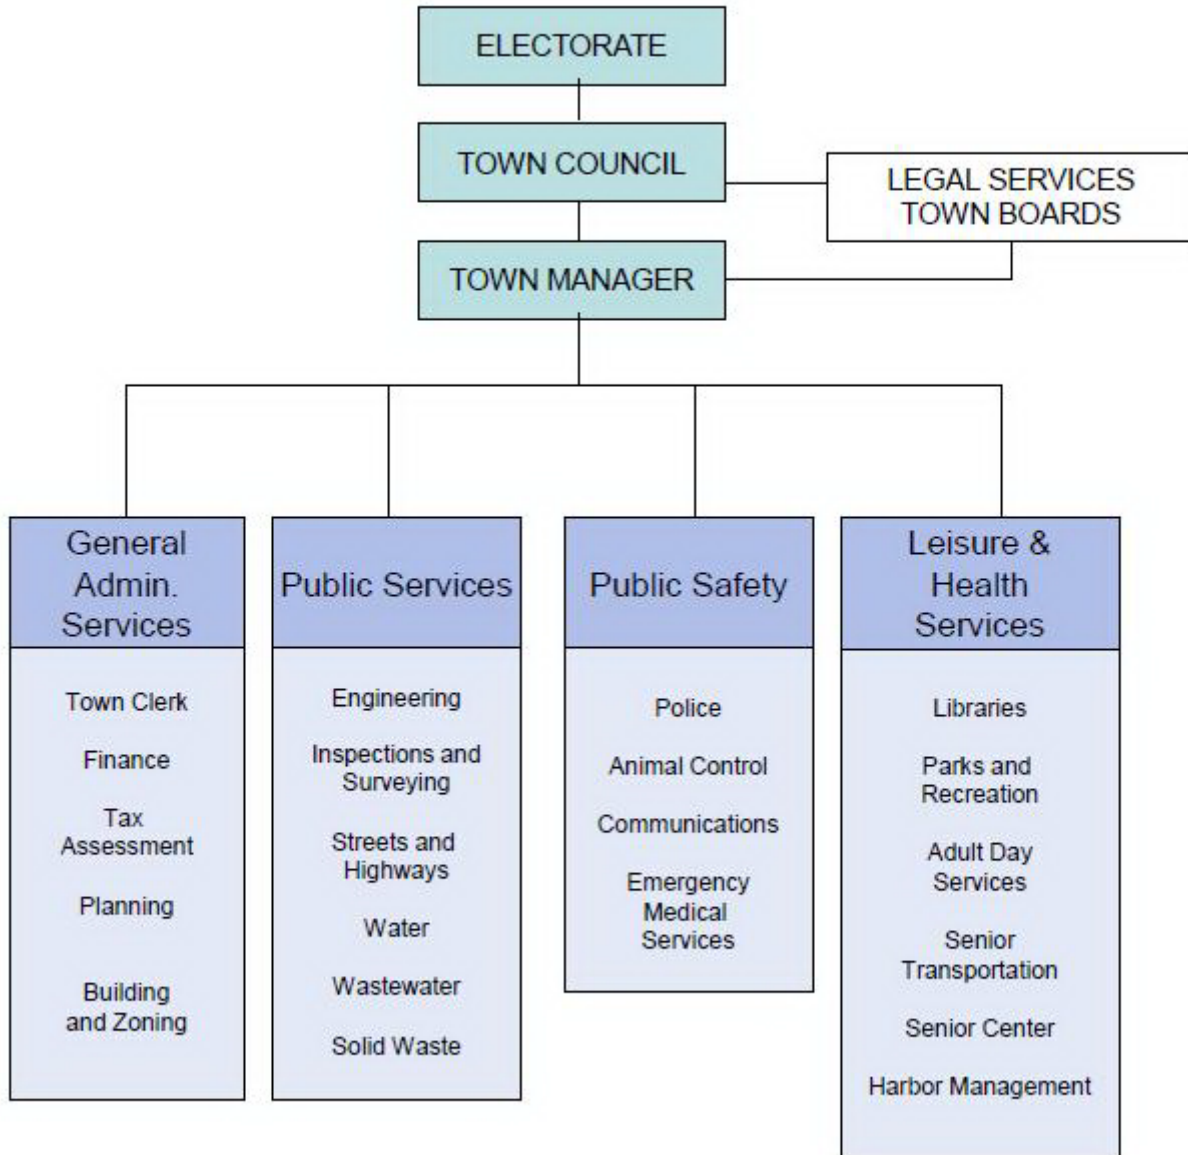 ELECTORATE
TOWN COUNCIL
LEGAL SERVICES
TOWN BOARDS
TOWN MANAGER
General
Admin.
Services
Town Clerk
Finance
Tax
Assessment
Planning
Building
and Zoning
Public Services
Engineering
Inspections and
Surveying
Streets and
Highways
Water
Wastewater
Solid Waste
Public Safety
Police
Animal Control
Communications
Emergency
Medical
Services
Leisure &
Health
Services
Libraries
Parks and
Recreation
Adult Day
Services
Senior
Transportation
Senior Center
Harbor Management